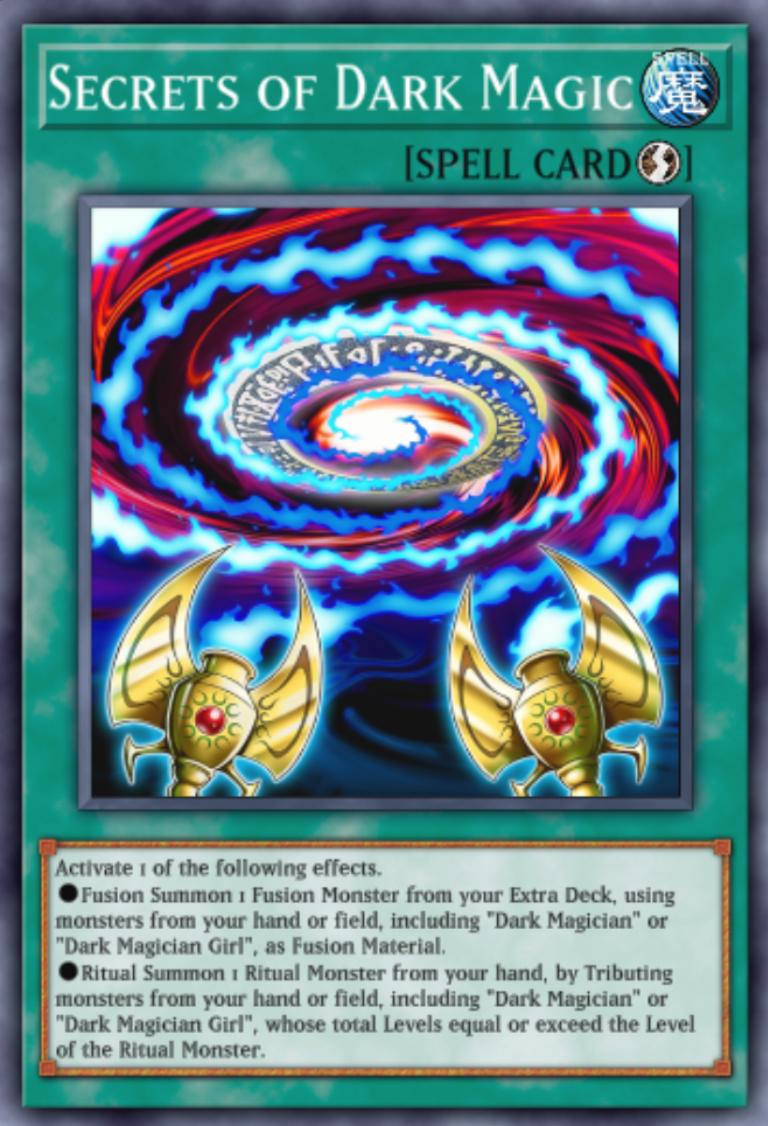 SECRETS OF DARK MAGIC
SPELL
魔
[SPELL CARD]
Activate 1 of the following effects.
●Fusion Summon 1 Fusion Monster from your Extra Deck, using
monsters from your hand or field, including "Dark Magician" or
"Dark Magician Girl", as Fusion Material.
●Ritual Summon 1 Ritual Monster from your hand, by Tributing
monsters from your hand or field, including "Dark Magician" or
"Dark Magician Girl", whose total Levels equal or exceed the Level
of the Ritual Monster.